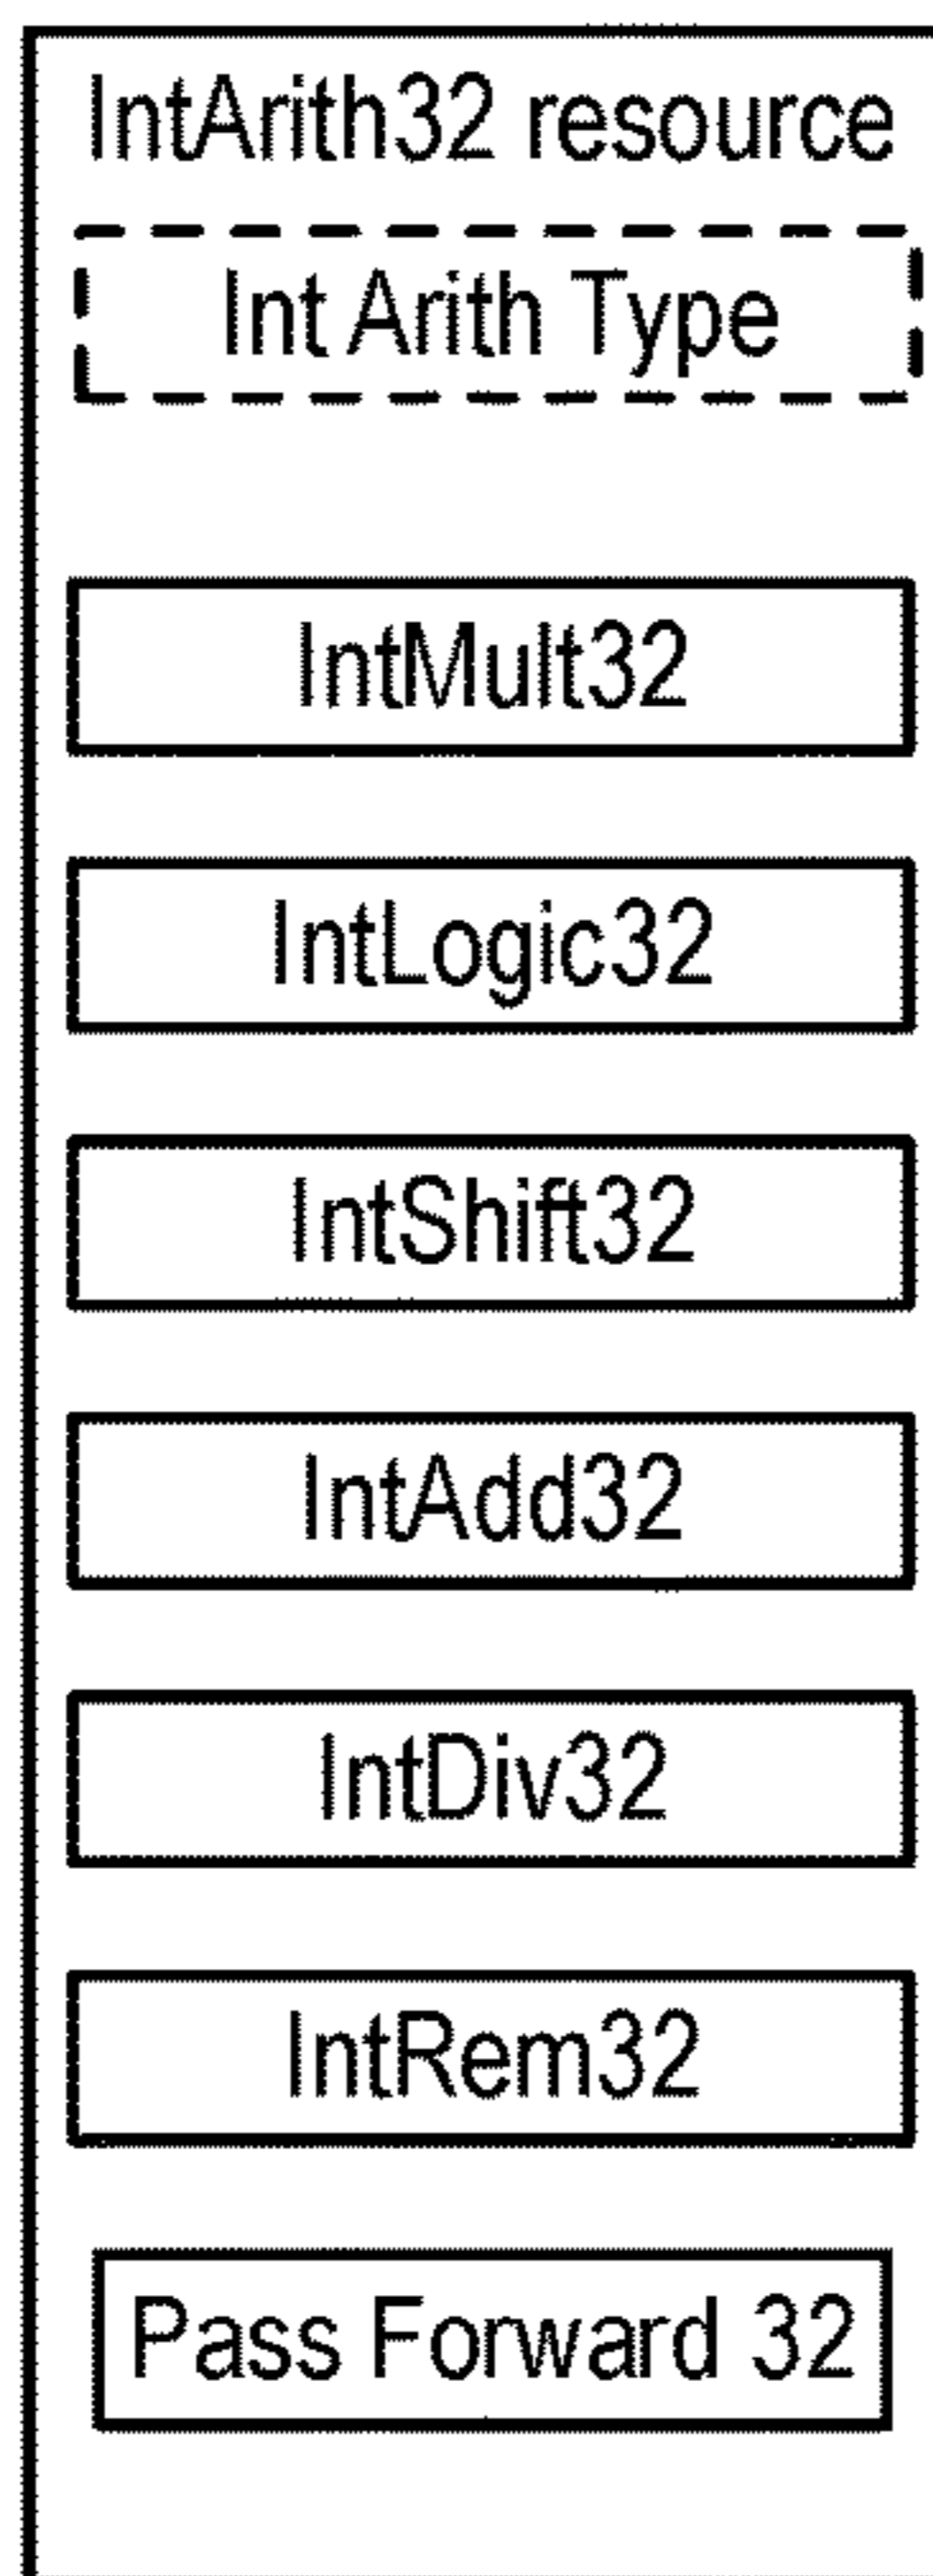 IntArith32 resource
Int Arith Type
IntMult32
IntLogic32
IntShift32
IntAdd32
IntDiv32
IntRem32
Pass Forward 32